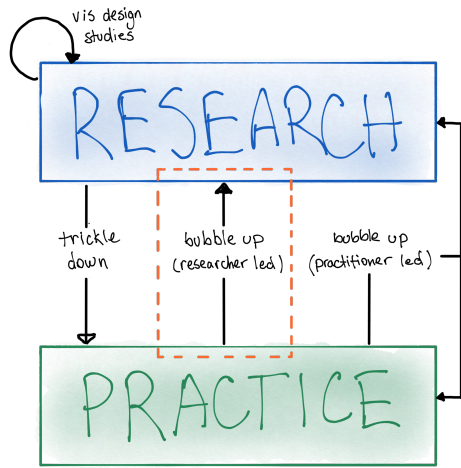 vis design
studies
RESEARCH
trickle
down
bubble up
(researcher led)
bubble up
(practitioner led)
PRACTICE